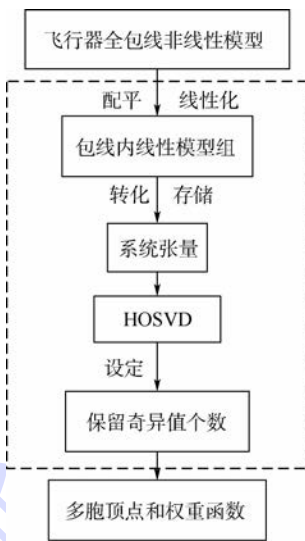 飞行器全包线非线性模型
配平 线性化
包线内线性模型组
转化 存储
系统张量
HOSVD
设定
保留奇异值个数
多胞顶点和权重函数